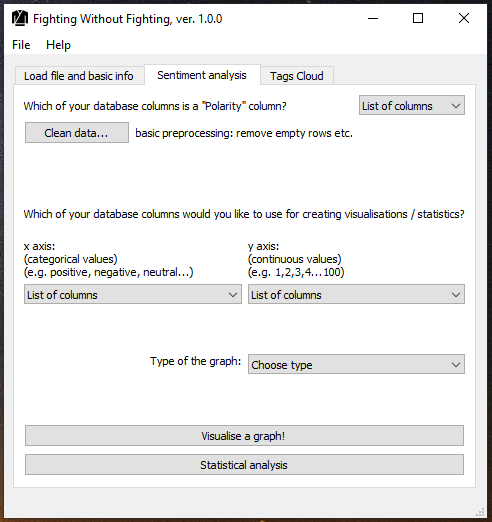 Fighting Without Fighting, ver. 1.0.0
File Help
Load file and basic info Sentiment analysis Tags Cloud
Which of your database columns is a "Polarity" column? List of columns
Clean data... basic preprocessing: remove empty rows etc.
Which of your database columns would you like to use for creating visualisations / statistics?
x axis: y axis:
(categorical values) (continuous values)
(e.g. positive, negative, neutral...) (e.g. 1,2,3,4...100)
List of columns List of columns
Type of the graph: Choose type
Visualise a graph!
Statistical analysis